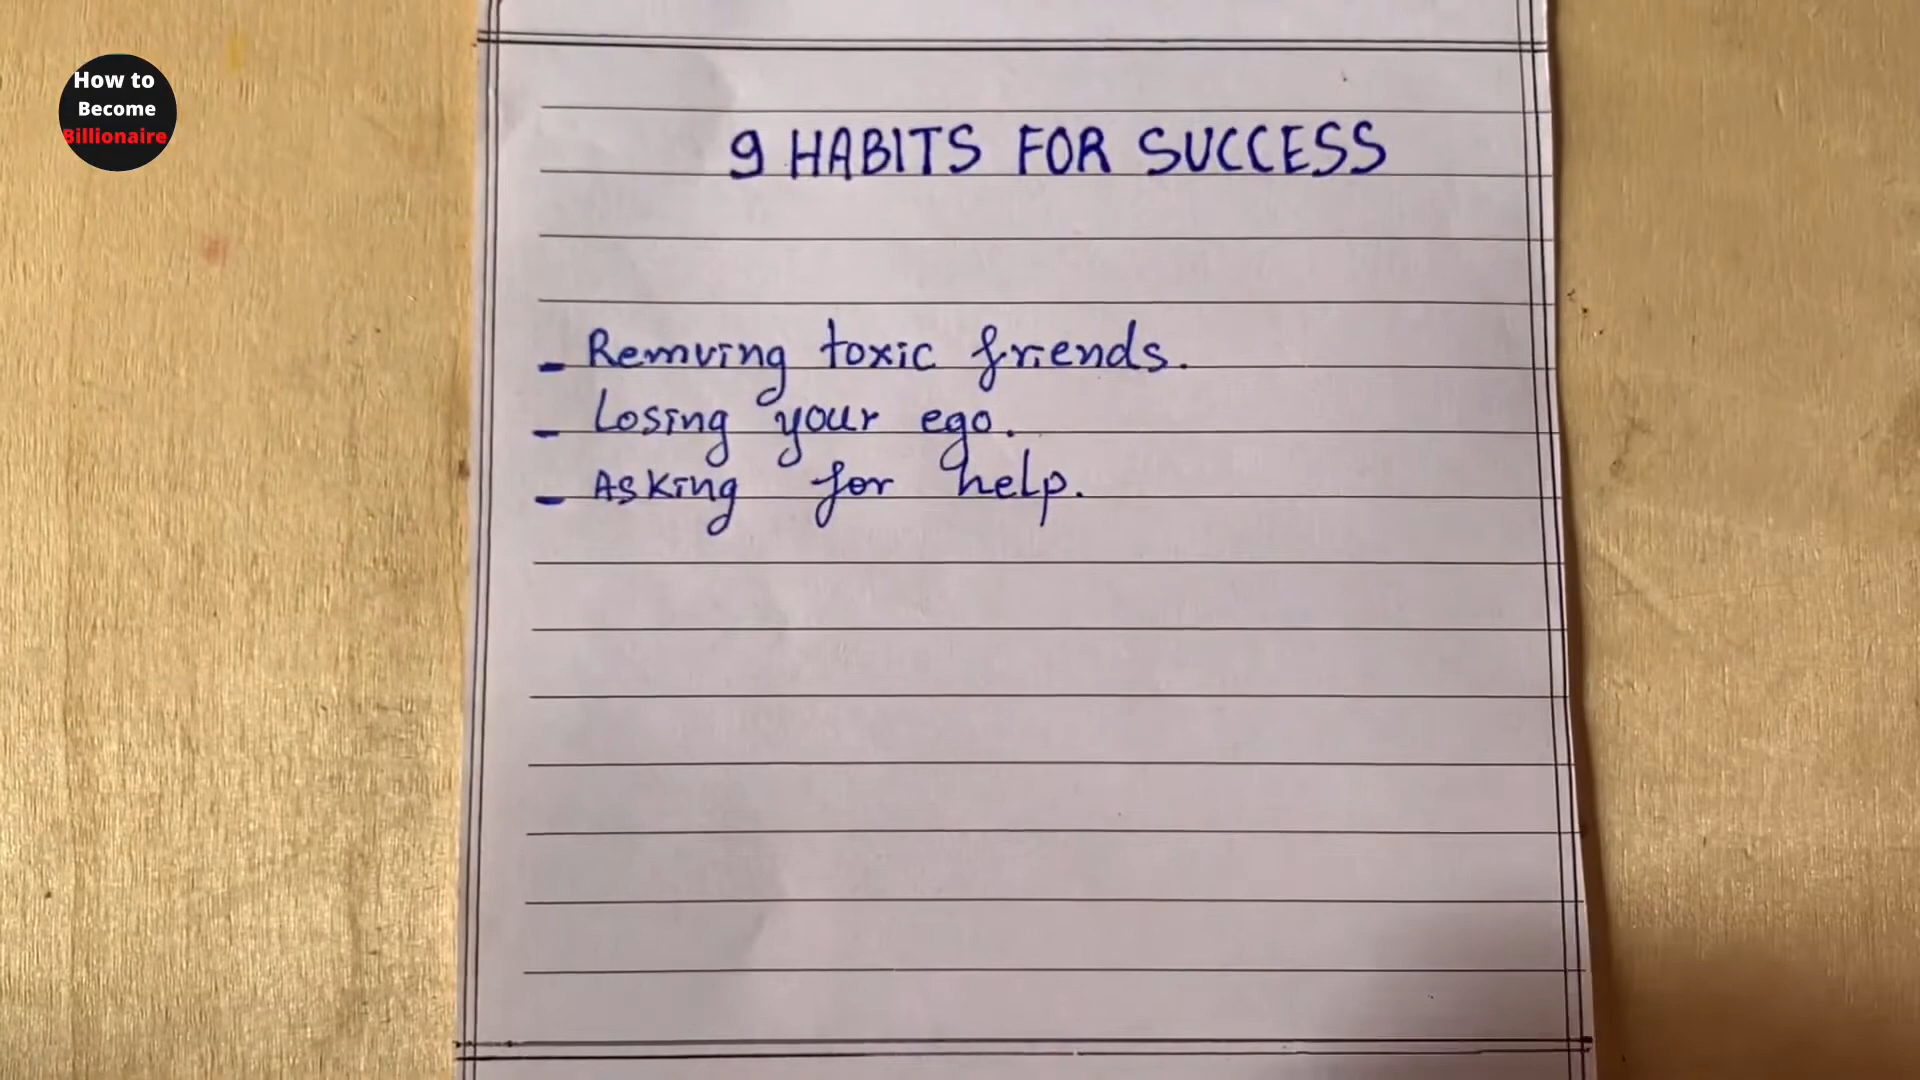 How to
Become
Billionaire
9 HABITS FOR SUCCESS
- Remving toxic friends.
- Losing your ego.
- Asking for help.